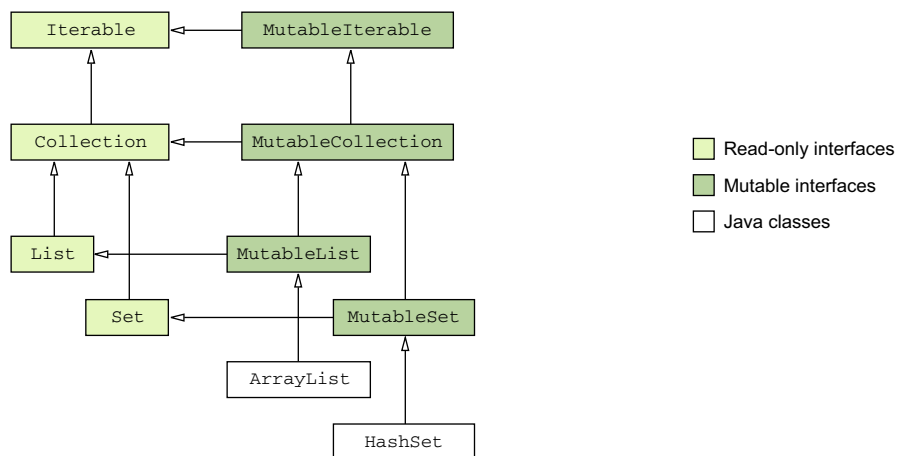 Iterable
MutableIterable
Collection
MutableCollection
Read-only interfaces
Mutable interfaces
Java classes
List
MutableList
Set
MutableSet
ArrayList
HashSet